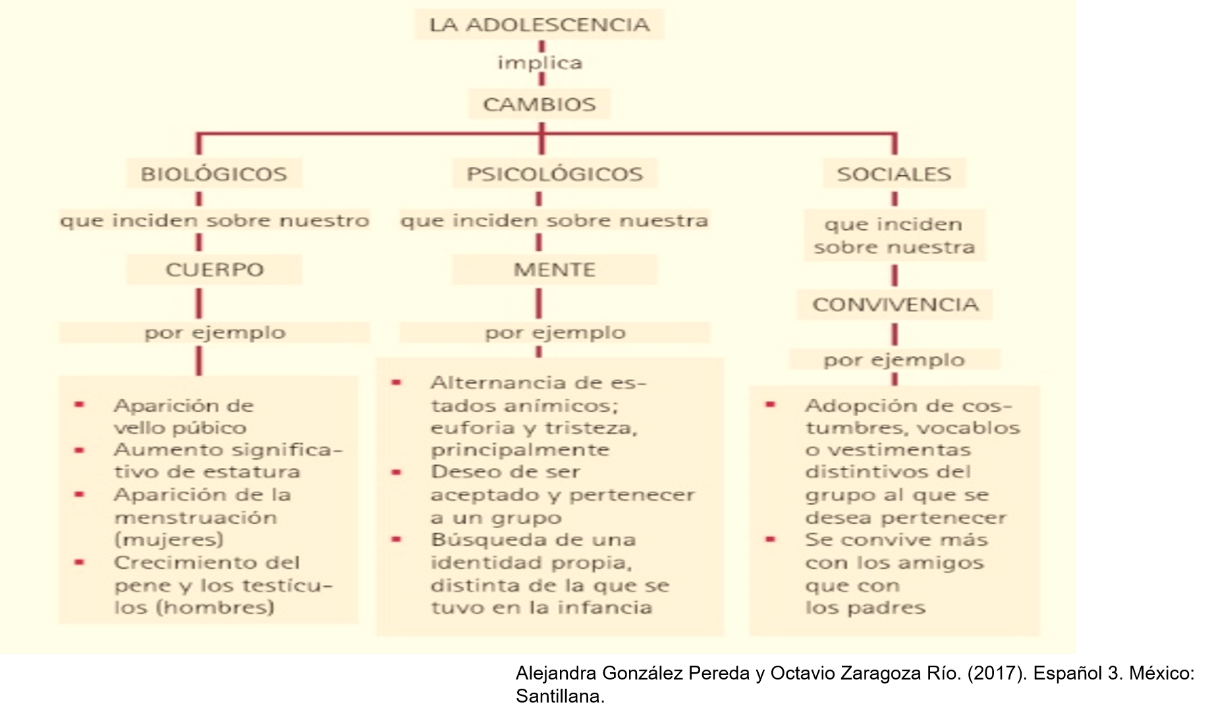 LA ADOLESCENCIA
implica
CAMBIOS
BIOLÓGICOS
que inciden sobre nuestro
CUERPO
por ejemplo
Aparición de
vello púbico
Aumento significa-
tivo de estatura
Aparición de la
menstruación
(mujeres)
Crecimiento del
pene y los testícu-
los (hombres)
PSICOLÓGICOS
que inciden sobre nuestra
MENTE
por ejemplo
Alternancia de es-
tados anímicos;
euforia y tristeza,
principalmente
Deseo de ser
aceptado y pertenecer
a un grupo
Búsqueda de una
identidad propia,
distinta de la que se
tuvo en la infancia
SOCIALES
que inciden
sobre nuestra
CONVIVENCIA
por ejemplo
Adopción de cos-
tumbres, vocablos
o vestimentas
distintivos del
grupo al que se
desea pertenecer
Se convive más
con los amigos
que con
los padres
Alejandra González Pereda y Octavio Zaragoza Río. (2017). Español 3. México:
Santillana.